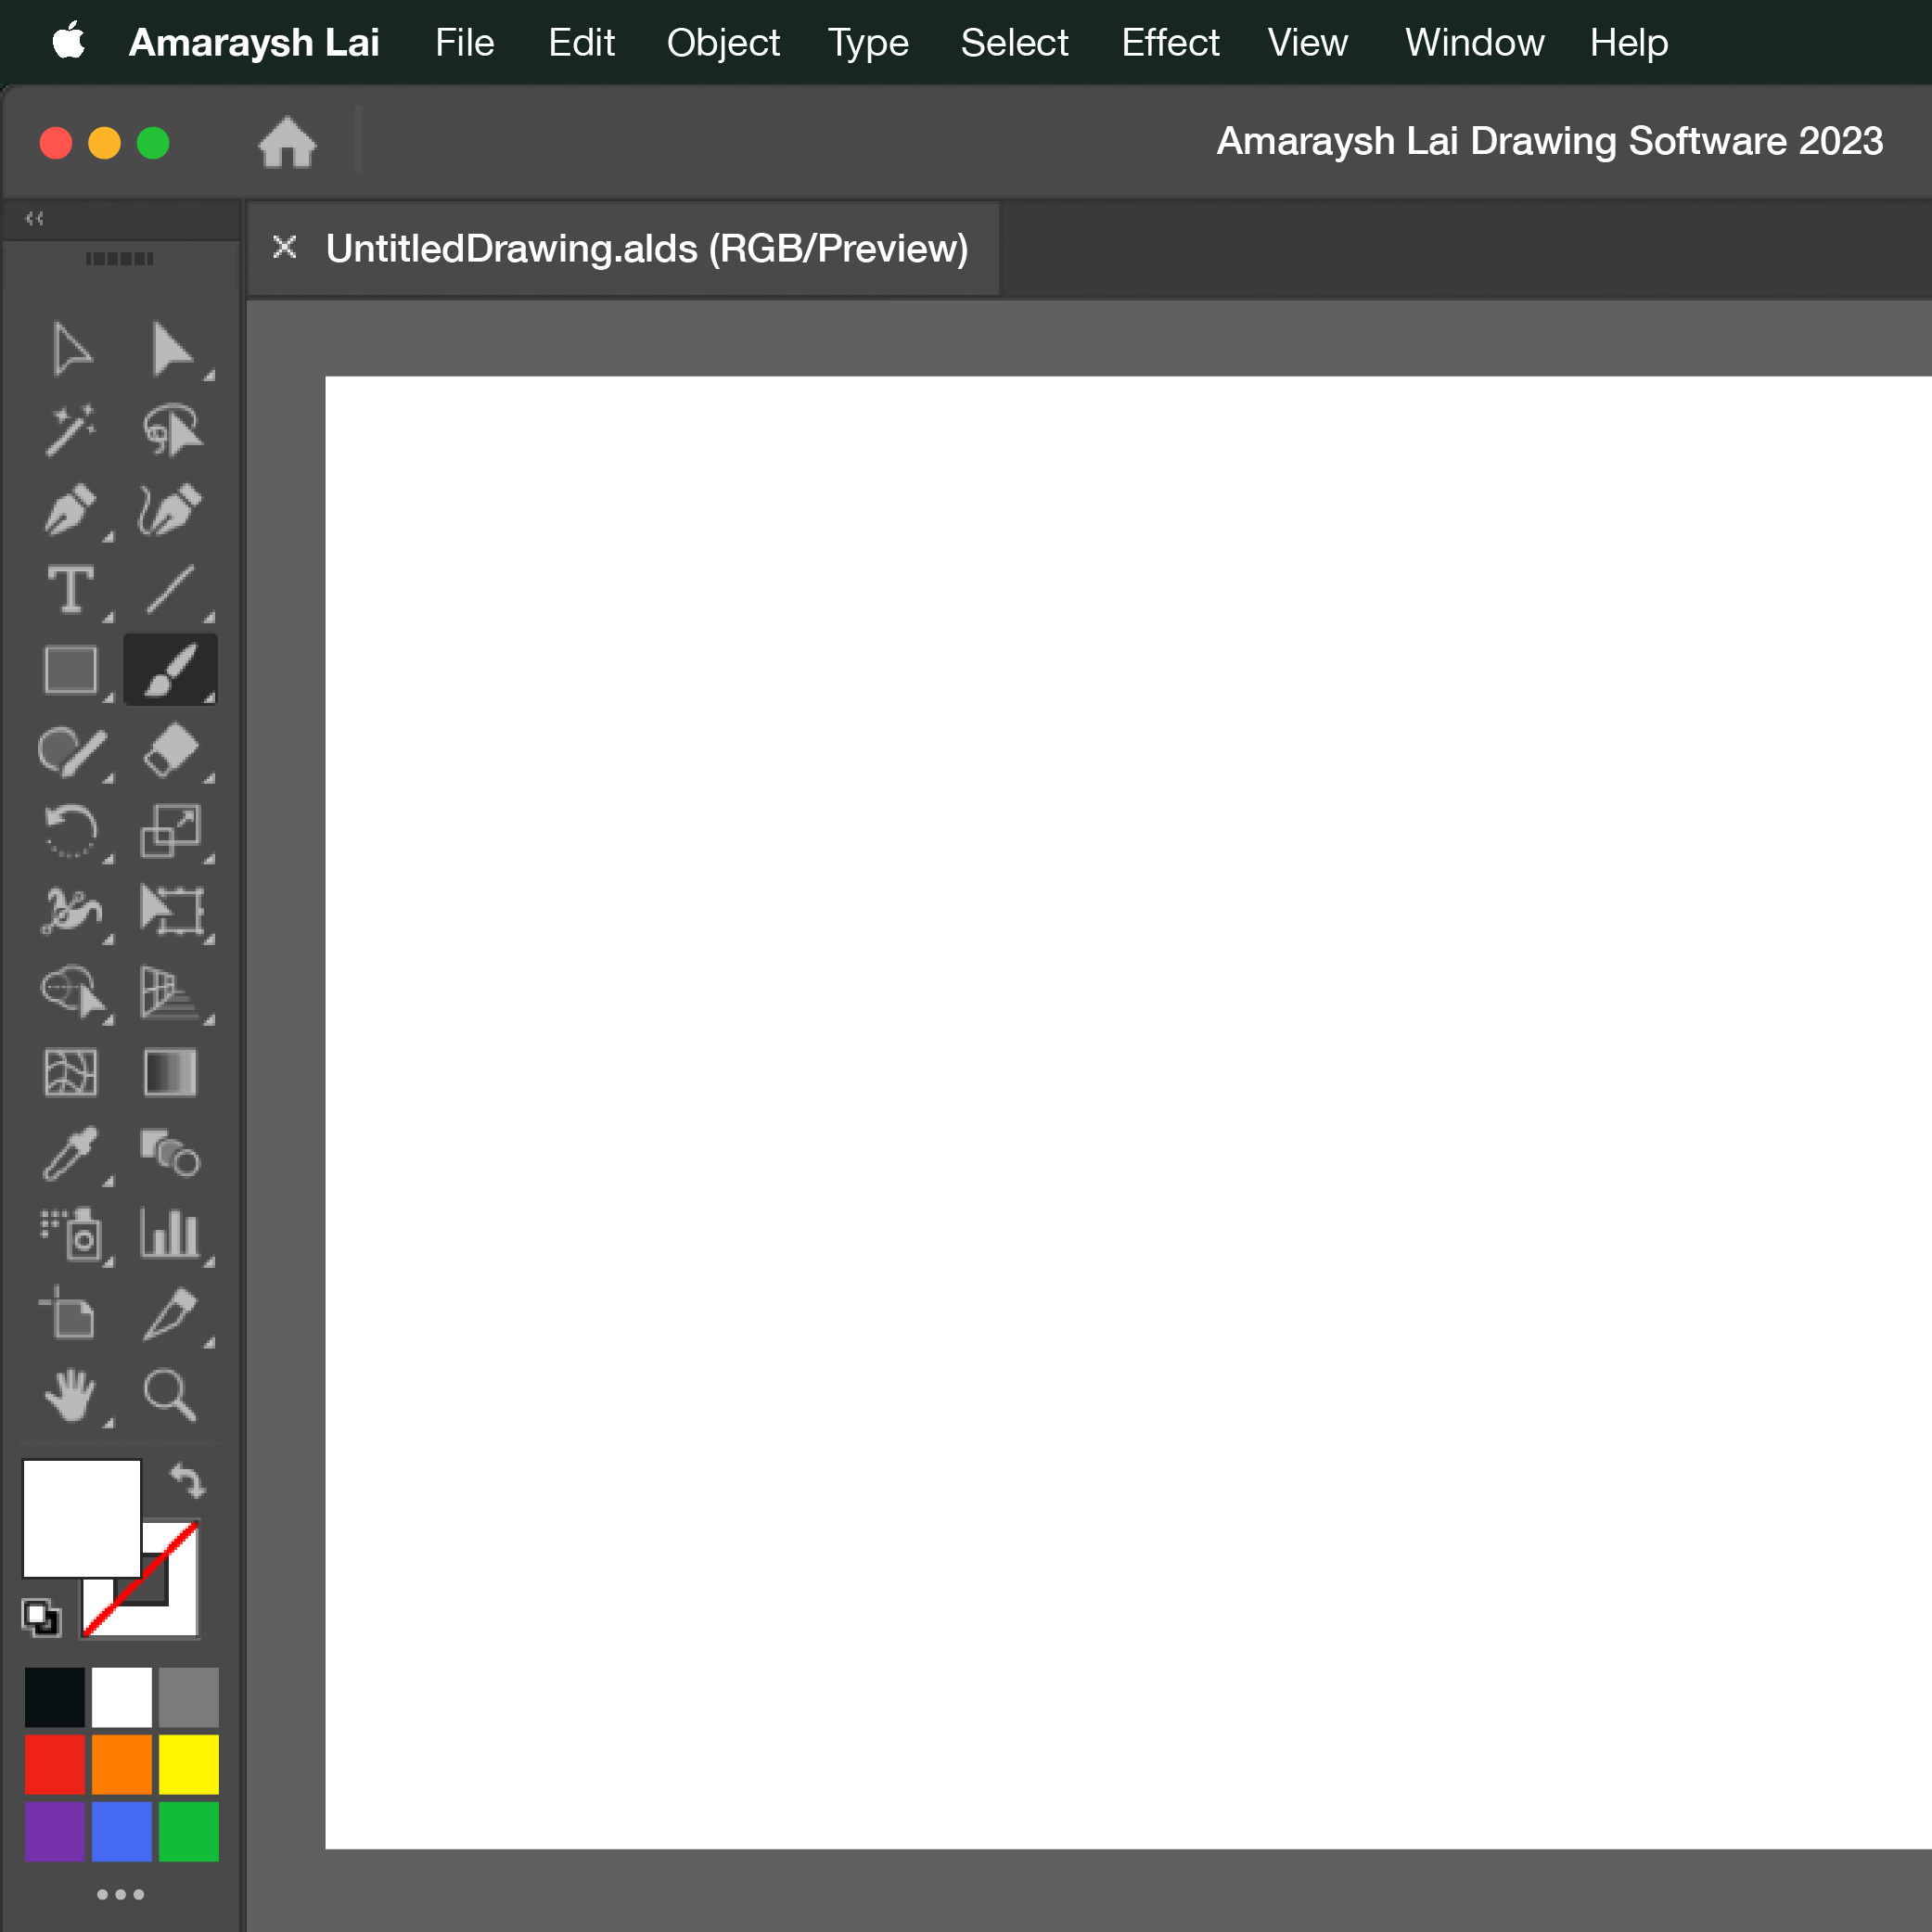 Amaraysh Lai File Edit Object Type Select Effect View Window Help
Amaraysh Lai Drawing Software 2023
UntitledDrawing.alds (RGB/Preview)